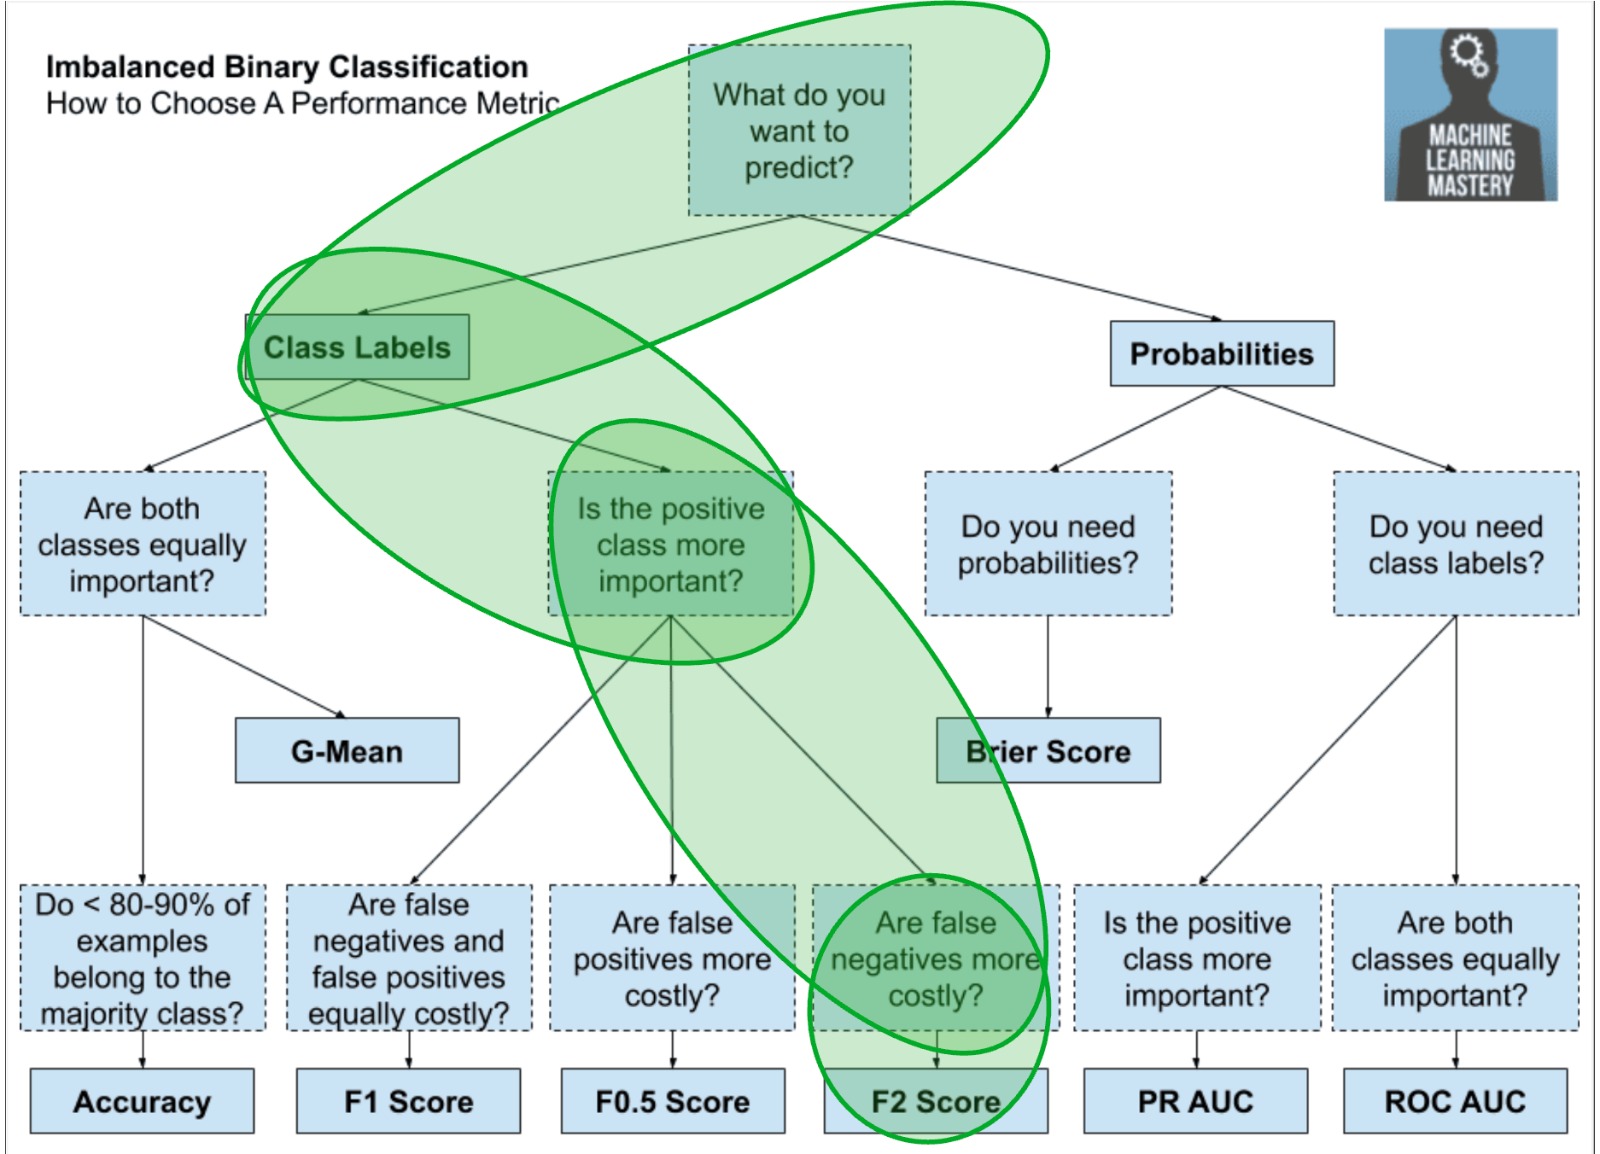 Imbalanced Binary Classification
How to Choose A Performance Metric
MACHINE
LEARNING
MASTERY
What do you
want to
predict?
Class Labels
Probabilities
Are both
classes equally
important?
Is the positive
class more
important?
Do you need
probabilities?
Do you need
class labels?
G-Mean
Brier Score
Do < 80-90% of
examples
belong to the
majority class?
Are false
negatives and
false positives
equally costly?
Are false
positives more
costly?
Are false
negatives more
costly?
Is the positive
class more
important?
Are both
classes equally
important?
Accuracy
F1 Score
F0.5 Score
F2 Score
PR AUC
ROC AUC